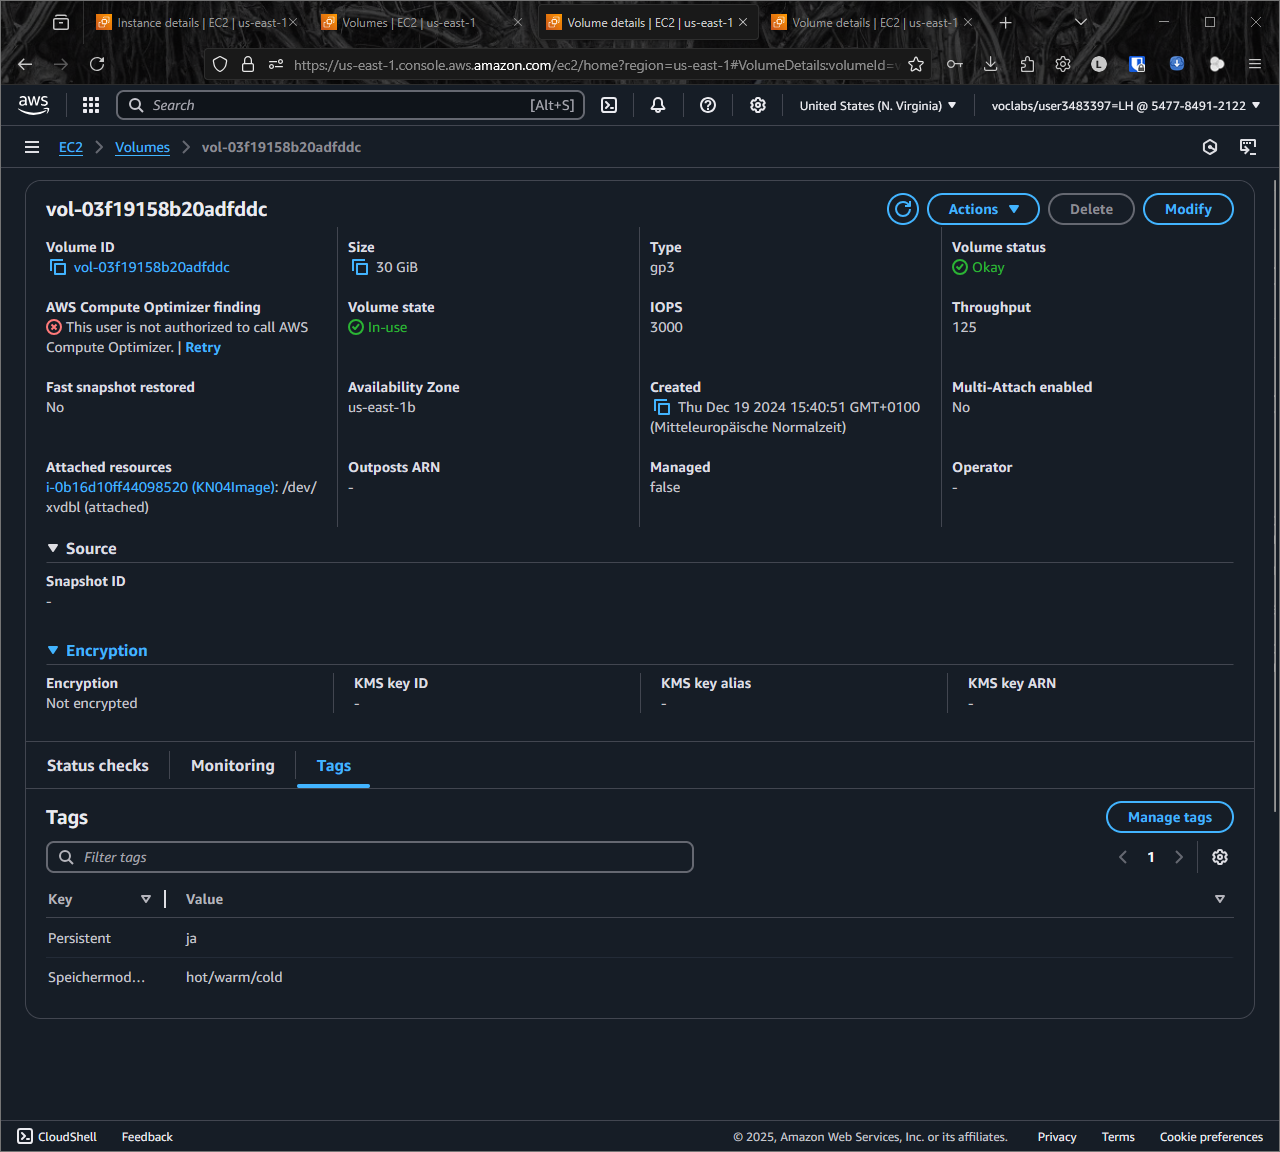 Instance details | EC2 | us-east-1
Volumes | EC2 | us-east-1
Volume details | EC2 | us-east-1
Volume details | EC2 | us-east-1
https://us-east-1.console.aws.amazon.com/ec2/home?region=us-east-1#VolumeDetails:volumeId=
L
aws
Search
[Alt+S]
United States (N. Virginia)
voclabs/user3483397=LH @ 5477-8491-2122
EC2
Volumes
vol-03f19158b20adfddc
vol-03f19158b20adfddc
Actions
Delete
Modify
Volume ID
vol-03f19158b20adfddc
Size
30 GiB
Type
gp3
Volume status
Okay
AWS Compute Optimizer finding
This user is not authorized to call AWS
Compute Optimizer. | Retry
Volume state
In-use
IOPS
3000
Throughput
125
Fast snapshot restored
No
Availability Zone
us-east-1b
Created
Thu Dec 19 2024 15:40:51 GMT+0100
(Mitteleuropäische Normalzeit)
Multi-Attach enabled
No
Attached resources
i-0b16d10ff44098520 (KN04Image): /dev/
xvdbl (attached)
Outposts ARN
-
Managed
false
Operator
-
Source
Snapshot ID
-
Encryption
Encryption
Not encrypted
KMS key ID
-
KMS key alias
-
KMS key ARN
-
Status checks
Monitoring
Tags
Tags
Manage tags
Filter tags
1
Key
Value
Persistent
ja
Speichermod...
hot/warm/cold
CloudShell
Feedback
© 2025, Amazon Web Services, Inc. or its affiliates.
Privacy
Terms
Cookie preferences